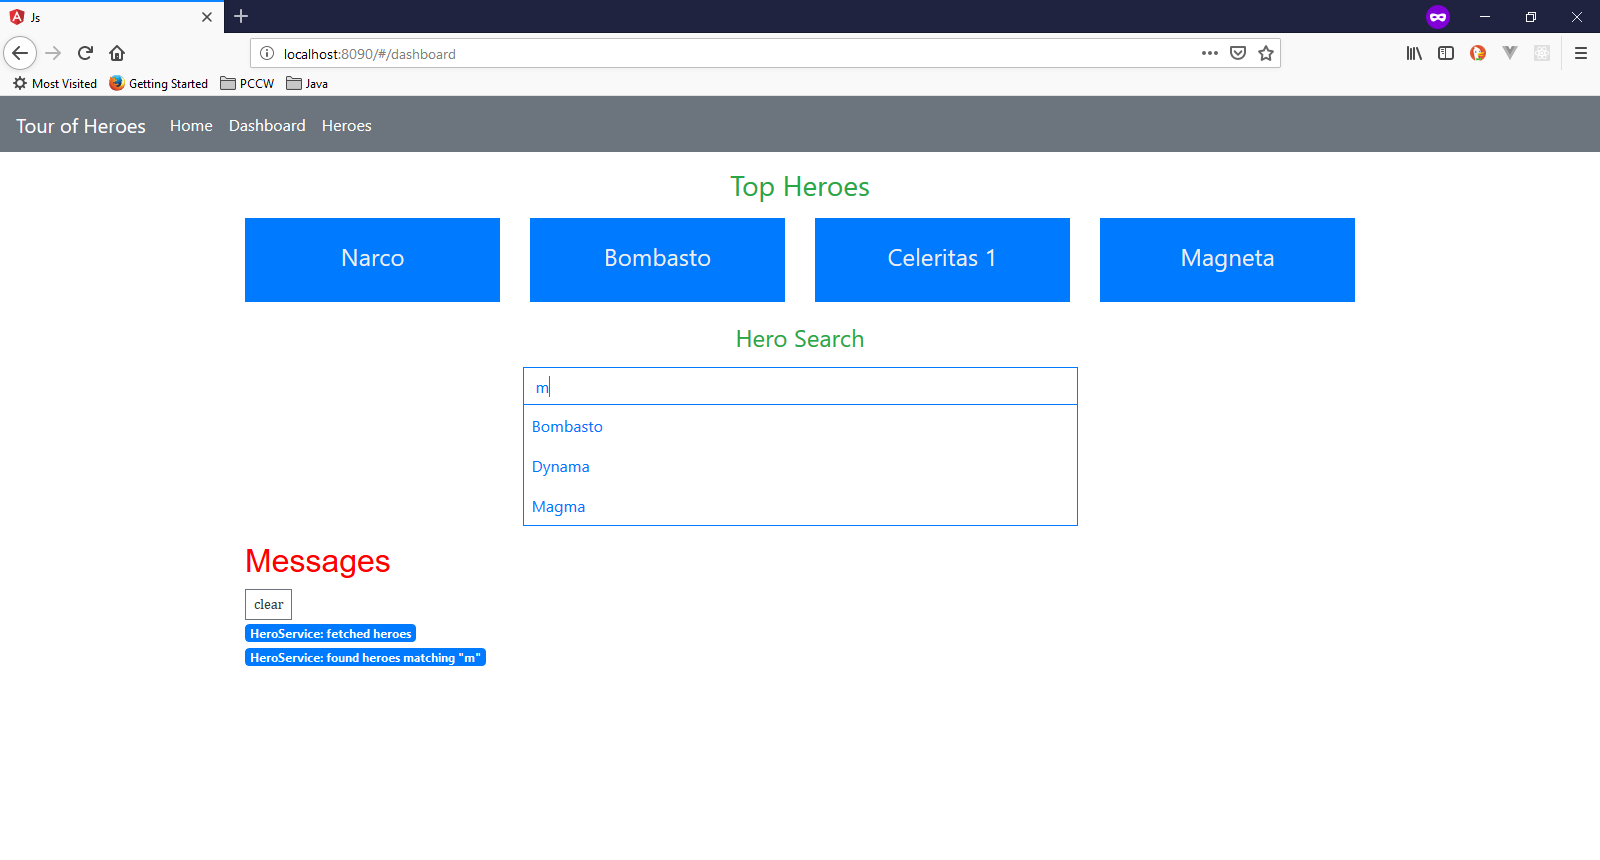 Js
localhost:8090/#/dashboard
Most Visited Getting Started PCCW Java
Tour of Heroes Home Dashboard Heroes
Top Heroes
Narco Bombasto Celeritas 1 Magneta
Hero Search
m
Bombasto
Dynama
Magma
Messages
clear
HeroService: fetched heroes
HeroService: found heroes matching "m"